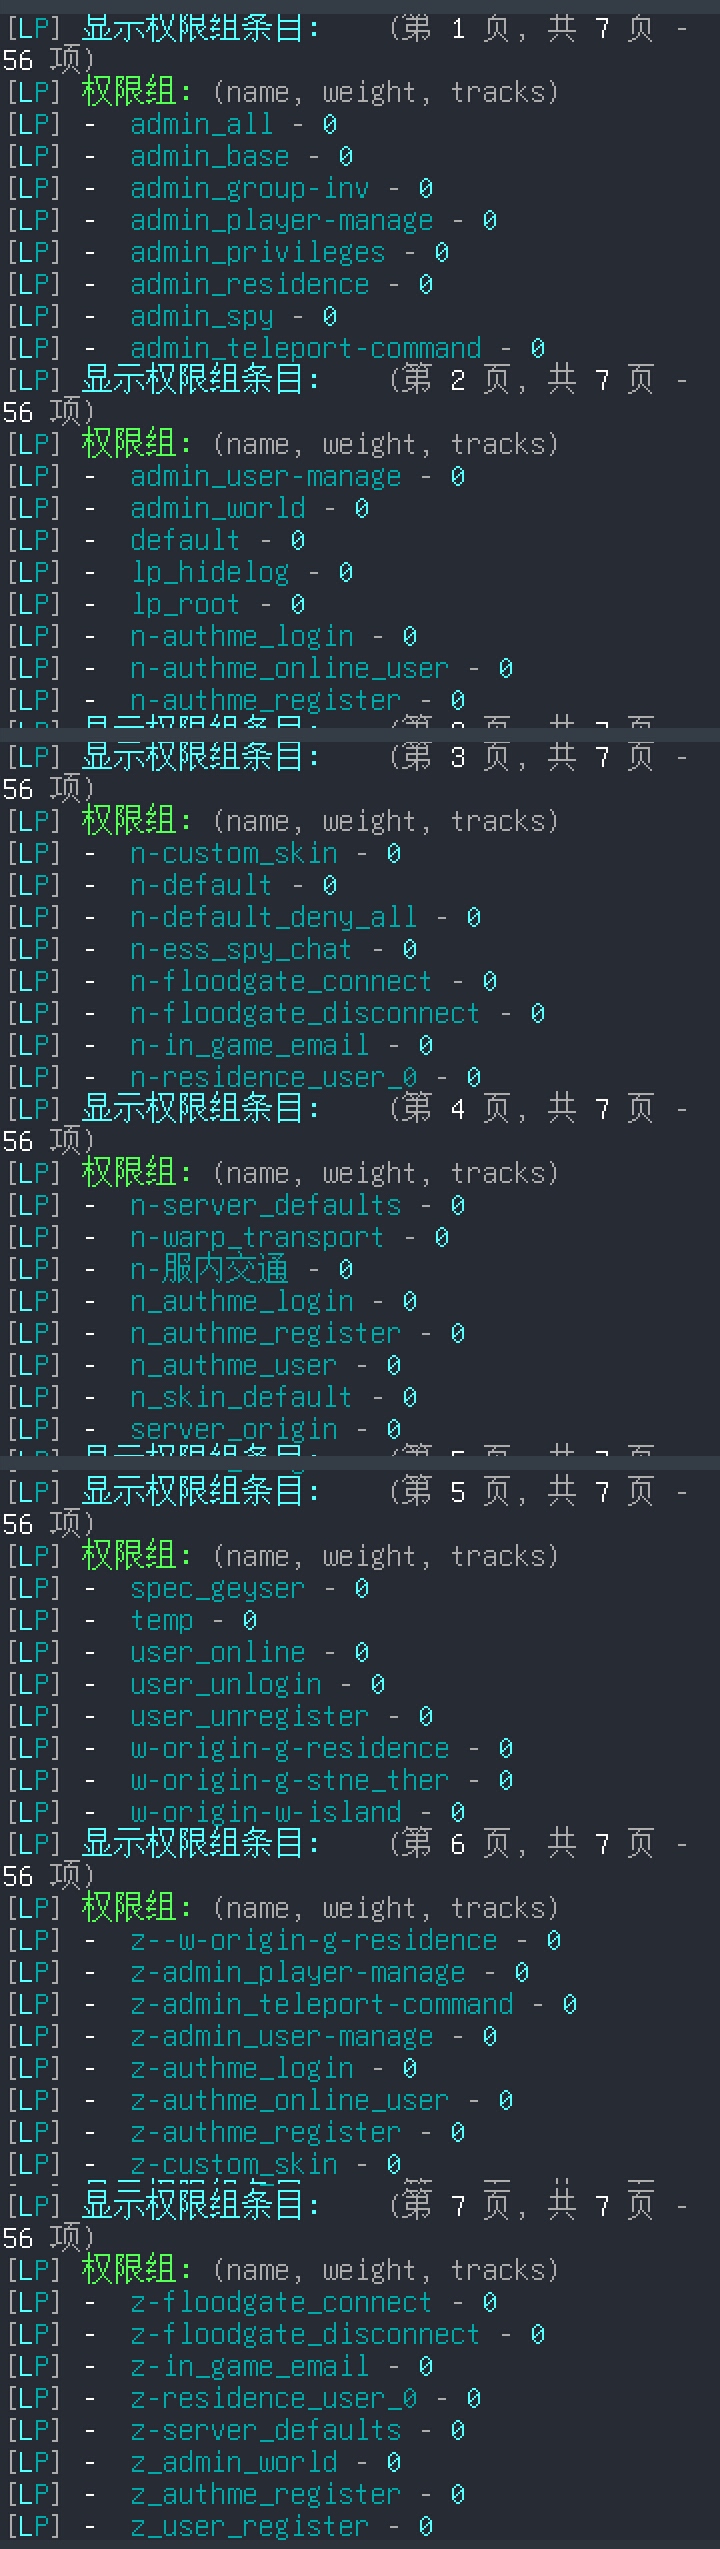 [LP] 显示权限组条目:    (第 1 页, 共 7 页 -
56 项)
[LP] 权限组: (name, weight, tracks)
[LP] -  admin_all - 0
[LP] -  admin_base - 0
[LP] -  admin_group-inv - 0
[LP] -  admin_player-manage - 0
[LP] -  admin_privileges - 0
[LP] -  admin_residence - 0
[LP] -  admin_spy - 0
[LP] -  admin_teleport-command - 0
[LP] 显示权限组条目:    (第 2 页, 共 7 页 -
56 项)
[LP] 权限组: (name, weight, tracks)
[LP] -  admin_user-manage - 0
[LP] -  admin_world - 0
[LP] -  default - 0
[LP] -  lp_hidelog - 0
[LP] -  lp_root - 0
[LP] -  n-authme_login - 0
[LP] -  n-authme_online_user - 0
[LP] -  n-authme_register - 0
[LP] 显示权限组条目:    (第 3 页, 共 7 页 -
56 项)
[LP] 权限组: (name, weight, tracks)
[LP] -  n-custom_skin - 0
[LP] -  n-default - 0
[LP] -  n-default_deny_all - 0
[LP] -  n-ess_spy_chat - 0
[LP] -  n-floodgate_connect - 0
[LP] -  n-floodgate_disconnect - 0
[LP] -  n-in_game_email - 0
[LP] -  n-residence_user_0 - 0
[LP] 显示权限组条目:    (第 4 页, 共 7 页 -
56 项)
[LP] 权限组: (name, weight, tracks)
[LP] -  n-server_defaults - 0
[LP] -  n-warp_transport - 0
[LP] -  n-服内交通 - 0
[LP] -  n_authme_login - 0
[LP] -  n_authme_register - 0
[LP] -  n_authme_user - 0
[LP] -  n_skin_default - 0
[LP] -  server_origin - 0
[LP] 显示权限组条目:    (第 5 页, 共 7 页 -
56 项)
[LP] 权限组: (name, weight, tracks)
[LP] -  spec_geyser - 0
[LP] -  temp - 0
[LP] -  user_online - 0
[LP] -  user_unlogin - 0
[LP] -  user_unregister - 0
[LP] -  w-origin-g-residence - 0
[LP] -  w-origin-g-stne_ther - 0
[LP] -  w-origin-w-island - 0
[LP] 显示权限组条目:    (第 6 页, 共 7 页 -
56 项)
[LP] 权限组: (name, weight, tracks)
[LP] -  z--w-origin-g-residence - 0
[LP] -  z-admin_player-manage - 0
[LP] -  z-admin_teleport-command - 0
[LP] -  z-admin_user-manage - 0
[LP] -  z-authme_login - 0
[LP] -  z-authme_online_user - 0
[LP] -  z-authme_register - 0
[LP] -  z-custom_skin - 0
[LP] 显示权限组条目:    (第 7 页, 共 7 页 -
56 项)
[LP] 权限组: (name, weight, tracks)
[LP] -  z-floodgate_connect - 0
[LP] -  z-floodgate_disconnect - 0
[LP] -  z-in_game_email - 0
[LP] -  z-residence_user_0 - 0
[LP] -  z-server_defaults - 0
[LP] -  z_admin_world - 0
[LP] -  z_authme_register - 0
[LP] -  z_user_register - 0